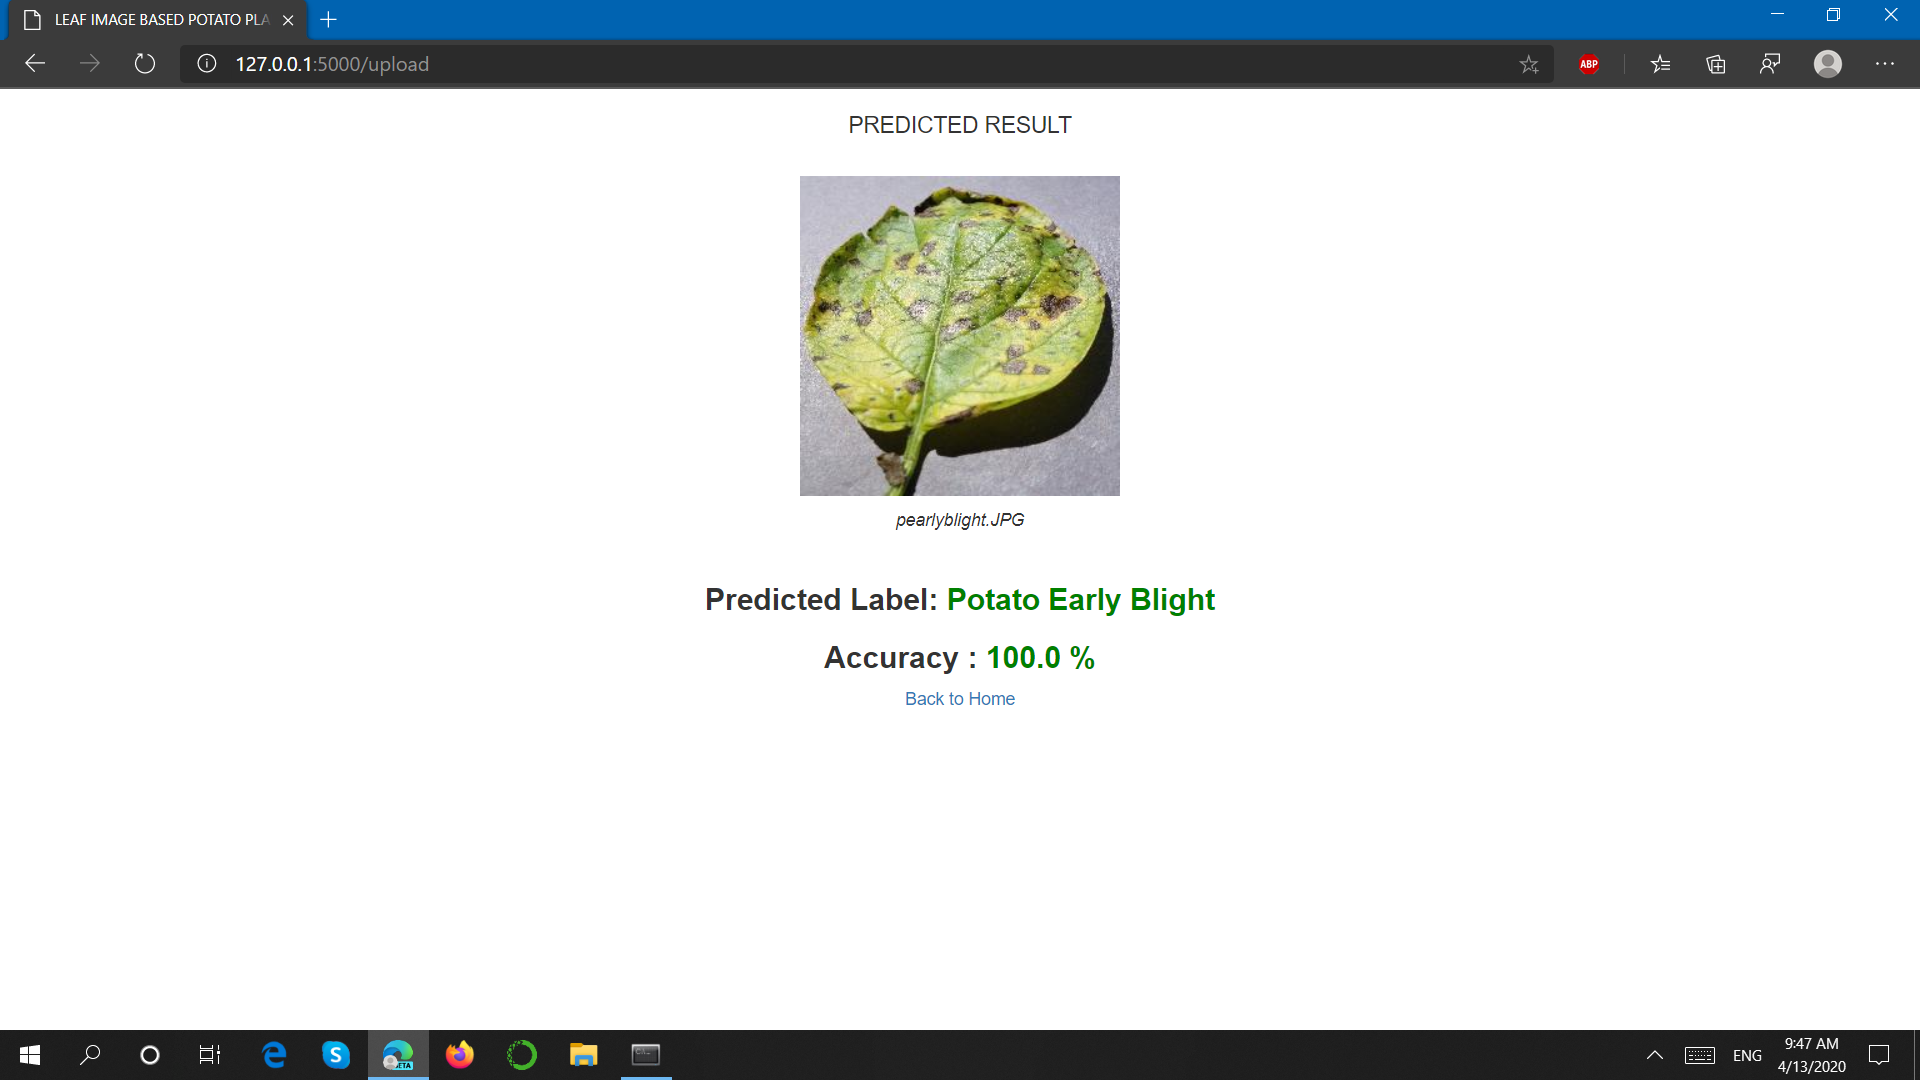 LEAF IMAGE BASED POTATO PLA
127.0.0.1:5000/upload
ABP
PREDICTED RESULT
pearlyblight.JPG
Predicted Label: Potato Early Blight
Accuracy : 100.0 %
Back to Home
BETA
ENG
9:47 AM
4/13/2020